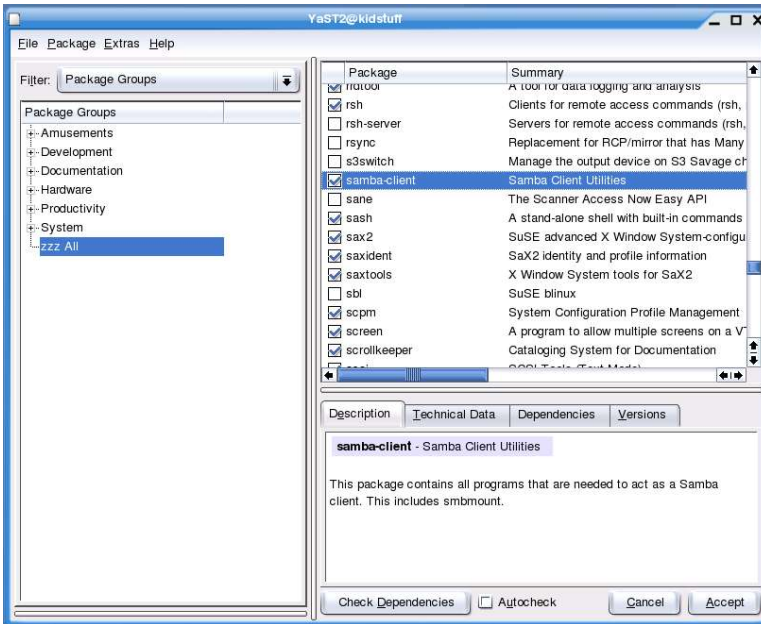 YaST2@kidstuff
File Package Extras Help
Filter: Package Groups
Package Groups
Amusements
Development
Documentation
Hardware
Productivity
System
zzz All
Package Summary
rrdtool A tool for data logging and analysis
rsh Clients for remote access commands (rsh,
rsh-server Servers for remote access commands (rsh,
rsync Replacement for RCP/mirror that has Many
s3switch Manage the output device on S3 Savage ch
samba-client Samba Client Utilities
sane The Scanner Access Now Easy API
sash A stand-alone shell with built-in commands
sax2 SuSE advanced X Window System-configu
saxident SaX2 identity and profile information
saxtools X Window System tools for SaX2
sbl SuSE blinux
scpm System Configuration Profile Management
screen A program to allow multiple screens on a VT
scrollkeeper Cataloging System for Documentation
SCSI Tools (Text Mode)
Description Technical Data Dependencies Versions
samba-client - Samba Client Utilities
This package contains all programs that are needed to act as a Samba
client. This includes smbmount.
Check Dependencies Autocheck Cancel Accept